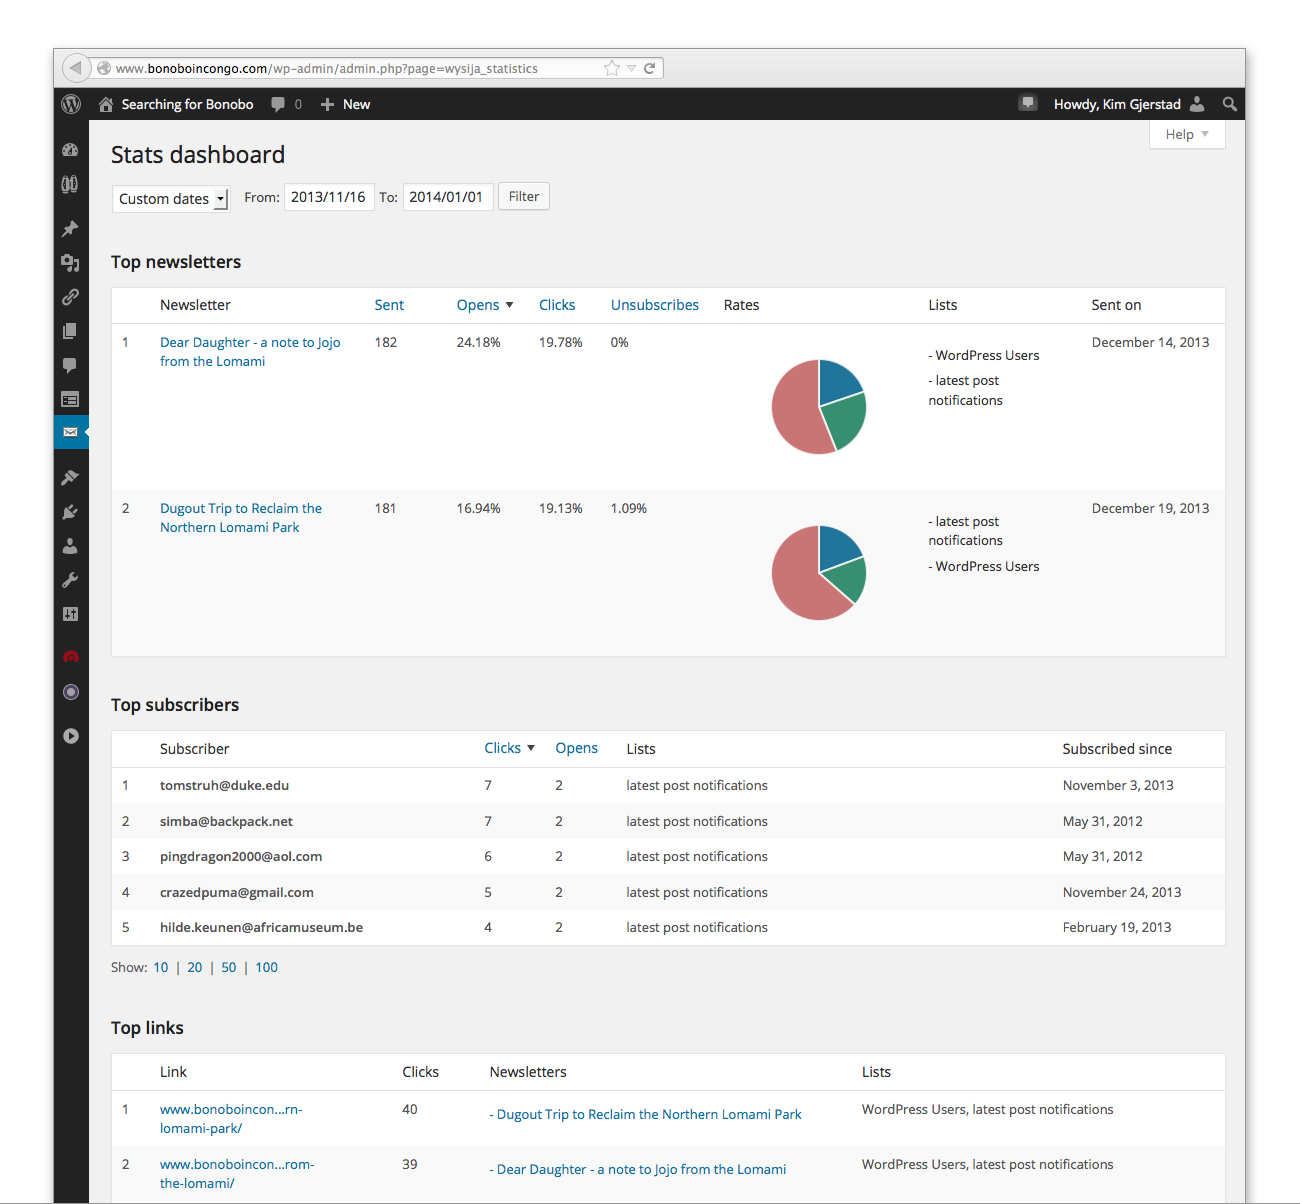 www.bonoboincongo.com/wp-admin/admin.php?page=wysija_statistics
Searching for Bonobo 0 + New Howdy, Kim Gjerstad
Help
Stats dashboard
Custom dates From: 2013/11/16 To: 2014/01/01 Filter
Top newsletters
Newsletter Sent Opens Clicks Unsubscribes Rates Lists Sent on
1 Dear Daughter - a note to Jojo 182 24.18% 19.78% 0% December 14, 2013
from the Lomami
- WordPress Users
- latest post
notifications
2 Dugout Trip to Reclaim the 181 16.94% 19.13% 1.09% December 19, 2013
Northern Lomami Park
- latest post
notifications
- WordPress Users
Top subscribers
Subscriber Clicks Opens Lists Subscribed since
1 tomstruh@duke.edu 7 2 latest post notifications November 3, 2013
2 simba@backpack.net 7 2 latest post notifications May 31, 2012
3 pingdragon2000@aol.com 6 2 latest post notifications May 31, 2012
4 crazedpuma@gmail.com 5 2 latest post notifications November 24, 2013
5 hilde.keunen@africamuseum.be 4 2 latest post notifications February 19, 2013
Show: 10 | 20 | 50 | 100
Top links
Link Clicks Newsletters Lists
1 www.bonoboincon...rn- 40 - Dugout Trip to Reclaim the Northern Lomami Park WordPress Users, latest post notifications
lomami-park/
2 www.bonoboincon...rom- 39 - Dear Daughter - a note to Jojo from the Lomami WordPress Users, latest post notifications
the-lomami/